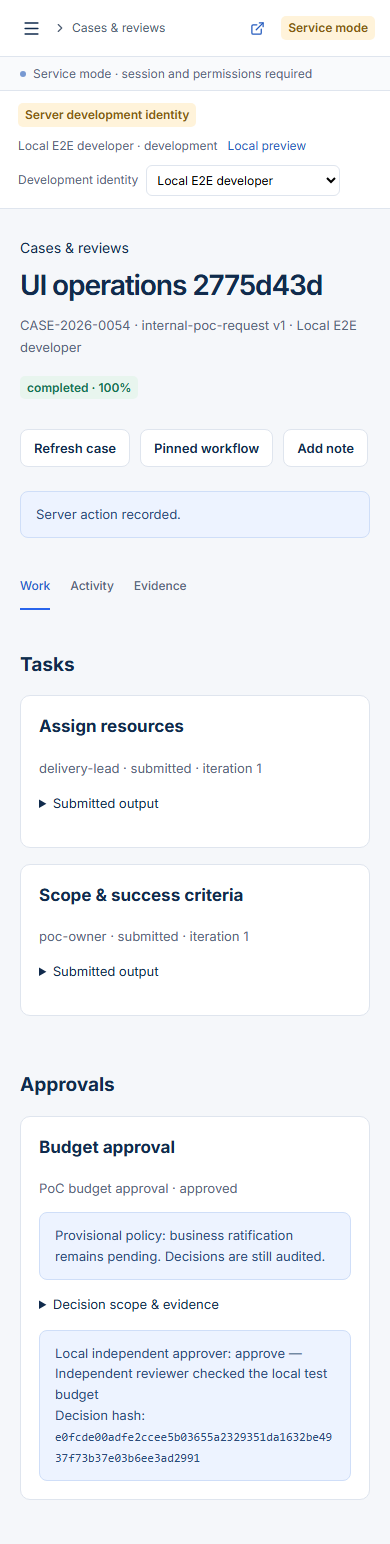 Cases & reviews
Service mode
Service mode · session and permissions required
Server development identity
Local E2E developer · development Local preview
Development identity Local E2E developer
Cases & reviews
UI operations 2775d43d
CASE-2026-0054 · internal-poc-request v1 · Local E2E
developer
completed · 100%
Refresh case Pinned workflow Add note
Server action recorded.
Work Activity Evidence
Tasks
Assign resources
delivery-lead · submitted · iteration 1
Submitted output
Scope & success criteria
poc-owner · submitted · iteration 1
Submitted output
Approvals
Budget approval
PoC budget approval · approved
Provisional policy: business ratification
remains pending. Decisions are still audited.
Decision scope & evidence
Local independent approver: approve —
Independent reviewer checked the local test
budget
Decision hash:
e0fcde00adfe2ccee5b03655a2329351da1632be49
37f73b37e03b6ee3ad2991